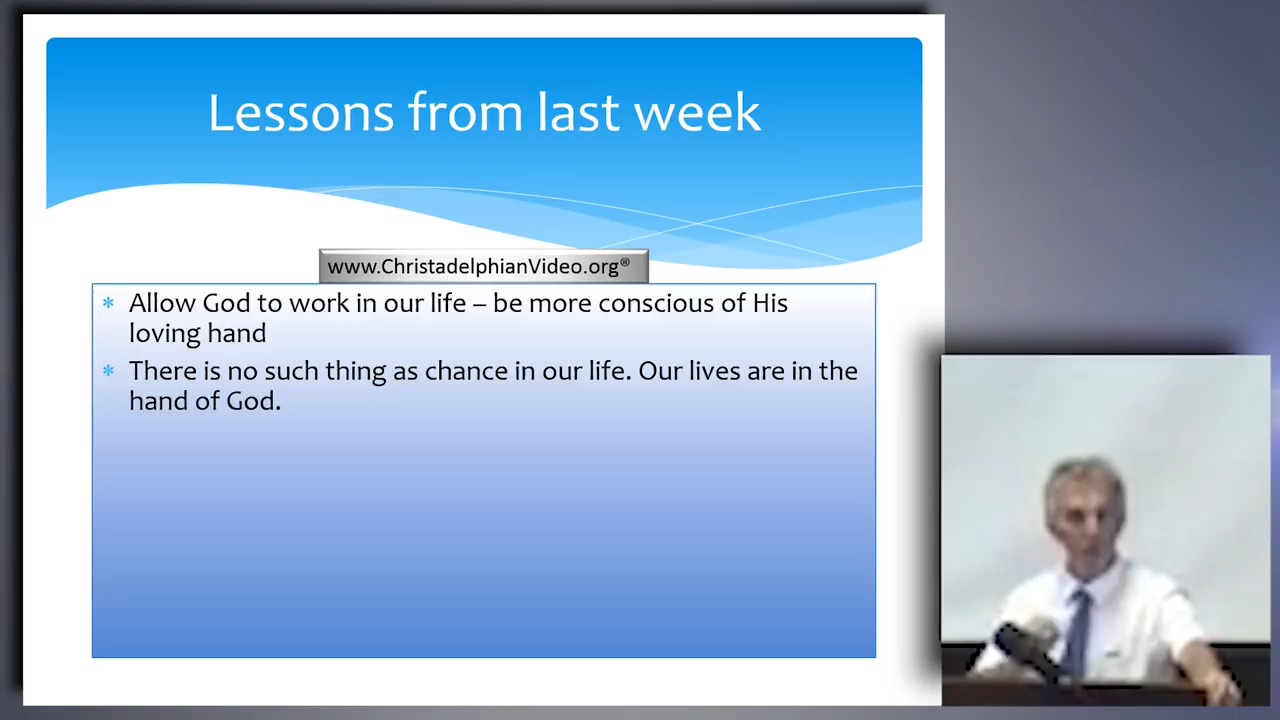 Lessons from last week
www.ChristadelphianVideo.org®
* Allow God to work in our life – be more conscious of His
loving hand
* There is no such thing as chance in our life. Our lives are in the
hand of God.